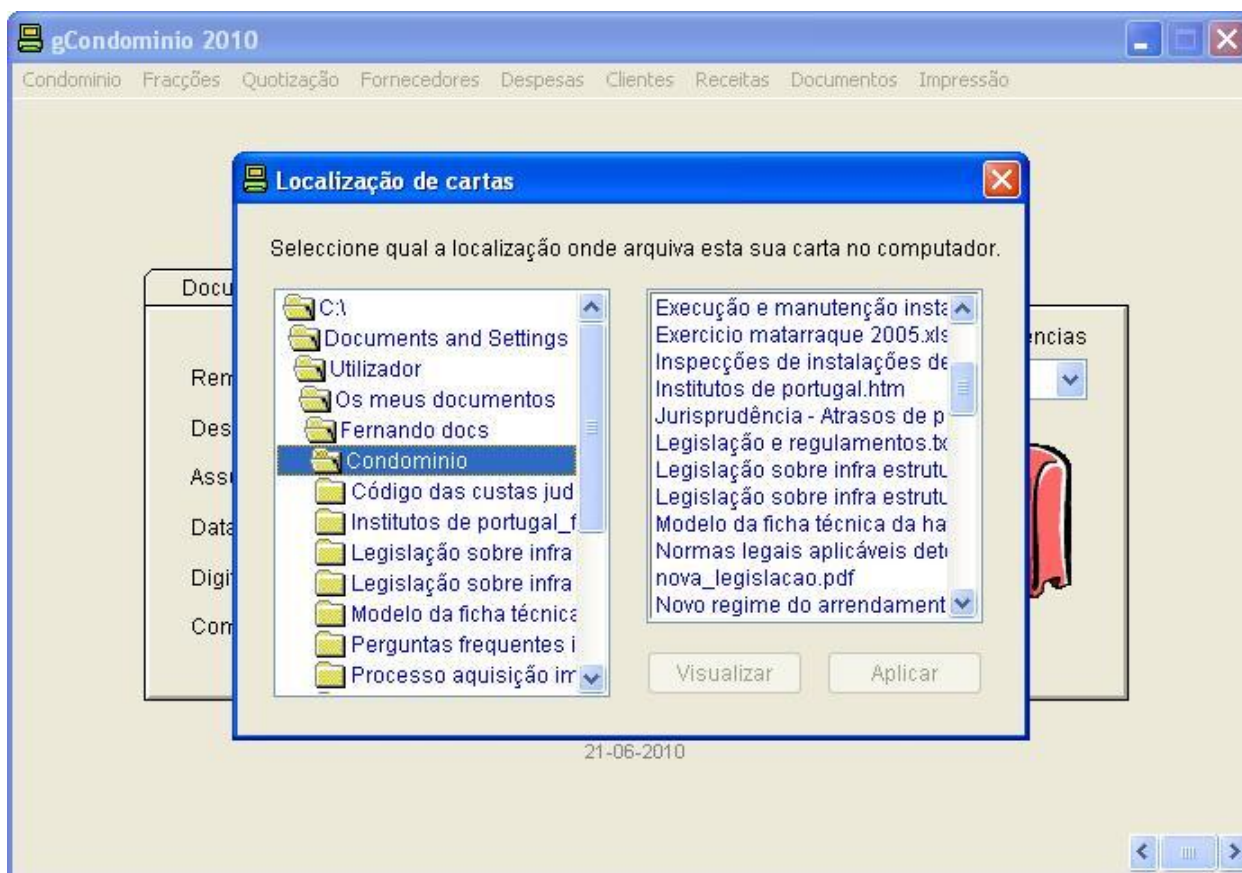 gCondominio 2010
Condominio Fracções Quotização Fornecedores Despesas Clientes Receitas Documentos Impressão
Localização de cartas
Seleccione qual a localização onde arquiva esta sua carta no computador.
C:\
Documents and Settings
Utilizador
Os meus documentos
Fernando docs
Condominio
Código das custas jud
Institutos de portugal_f
Legislação sobre infra
Legislação sobre infra
Modelo da ficha técnica
Perguntas frequentes i
Processo aquisição im
Execução e manutenção insta
Exercicio matarraque 2005.xls
Inspecções de instalações de
Institutos de portugal.htm
Jurisprudência - Atrasos de p
Legislação e regulamentos.tx
Legislação sobre infra estrutu
Legislação sobre infra estrutu
Modelo da ficha técnica da ha
Normas legais aplicáveis dete
nova_legislacao.pdf
Novo regime do arrendament
Visualizar Aplicar
Docu
Rem
Des
Assu
Data
Digit
Com
ências
21-06-2010